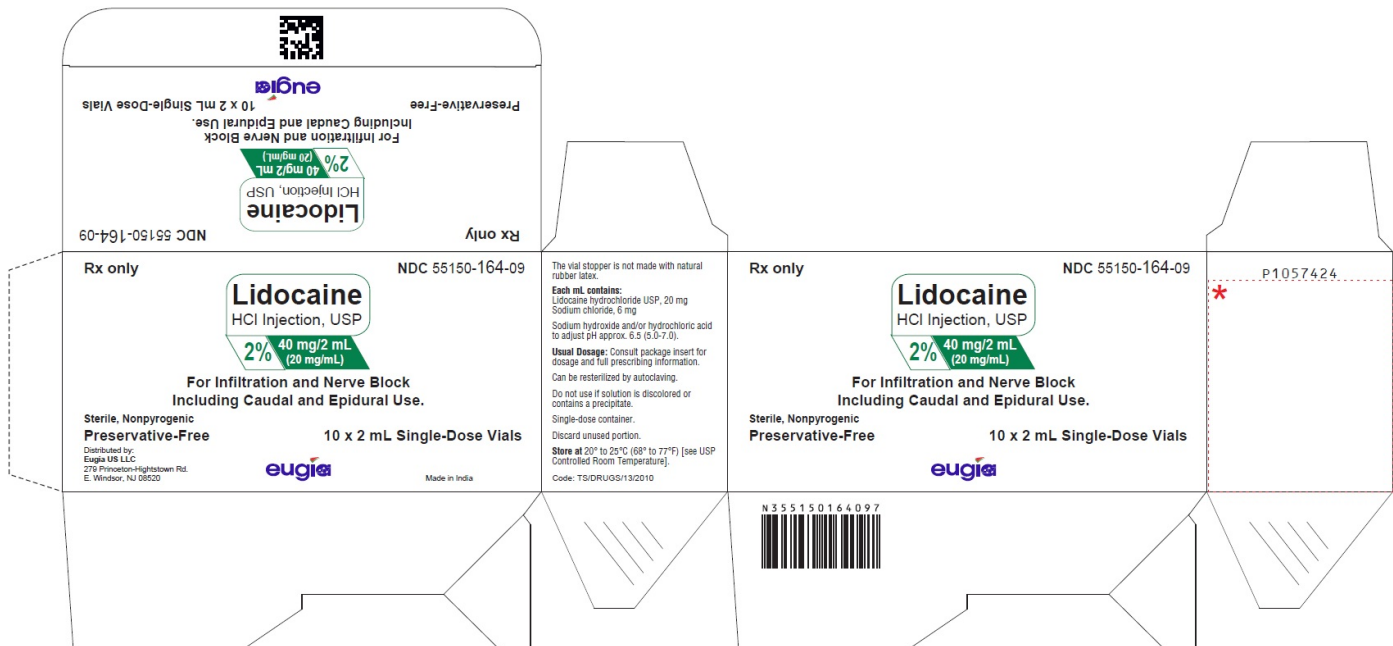 eugia
Preservative-Free
10 x 2 mL Single-Dose Vials
For Infiltration and Nerve Block
Including Caudal and Epidural Use.
2%
40 mg/2 mL
(20 mg/mL)
Lidocaine
HCl Injection, USP
Rx only
NDC 55150-164-09
Rx only
NDC 55150-164-09
Lidocaine
HCl Injection, USP
2%
40 mg/2 mL
(20 mg/mL)
For Infiltration and Nerve Block
Including Caudal and Epidural Use.
Sterile, Nonpyrogenic
Preservative-Free
10 x 2 mL Single-Dose Vials
Distributed by:
Eugia US LLC
279 Princeton-Hightstown Rd.
E. Windsor, NJ 08520
eugia
Made in India
The vial stopper is not made with natural
rubber latex.
Each mL contains:
Lidocaine hydrochloride USP, 20 mg
Sodium chloride, 6 mg
Sodium hydroxide and/or hydrochloric acid
to adjust pH approx. 6.5 (5.0-7.0).
Usual Dosage: Consult package insert for
dosage and full prescribing information.
Can be resterilized by autoclaving.
Do not use if solution is discolored or
contains a precipitate.
Single-dose container.
Discard unused portion.
Store at 20° to 25°C (68° to 77°F) [see USP
Controlled Room Temperature].
Code: TS/DRUGS/13/2010
Rx only
NDC 55150-164-09
Lidocaine
HCl Injection, USP
2%
40 mg/2 mL
(20 mg/mL)
For Infiltration and Nerve Block
Including Caudal and Epidural Use.
Sterile, Nonpyrogenic
Preservative-Free
10 x 2 mL Single-Dose Vials
eugia
P1057424
*
N355150164097